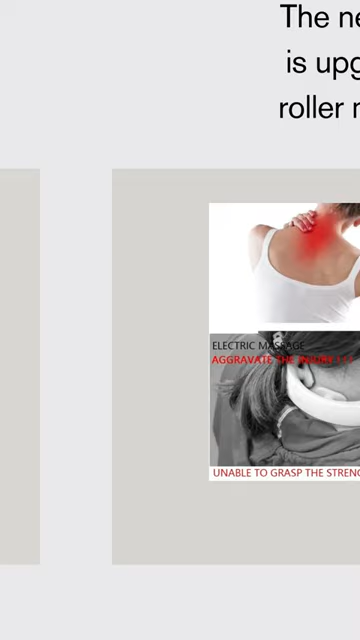 The ne
is upg
roller
ELECTRIC MASSAGE
AGGRAVATE THE INJURY ! ! !
UNABLE TO GRASP THE STRENG